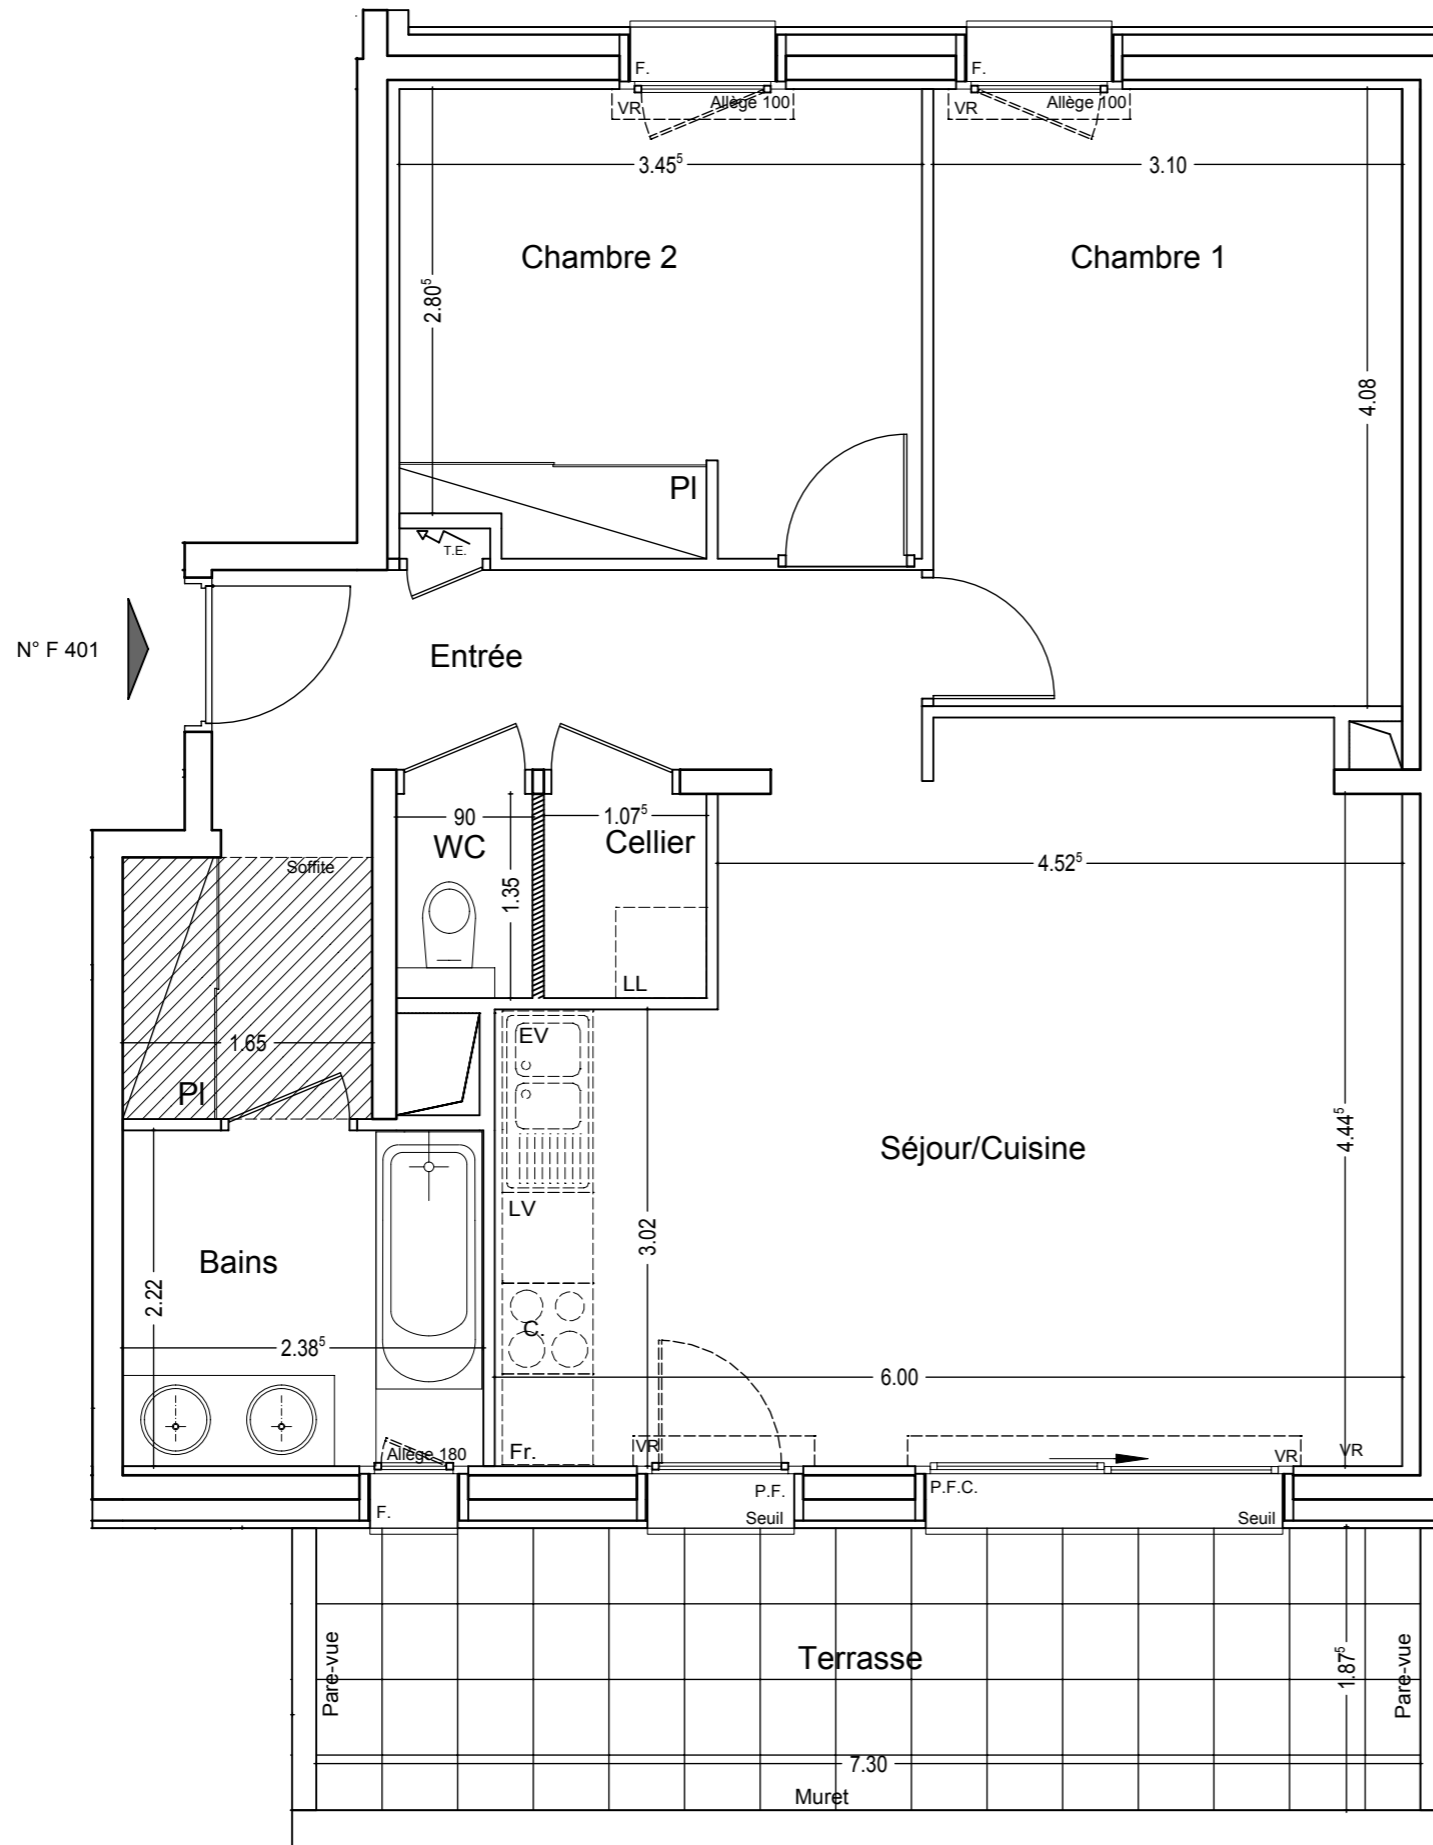 F.
F.
VR
Allège 100
VR
Allège 100
3.45⁵
3.10
Chambre 2
Chambre 1
2.80⁵
4.08
Pl
T.E.
N° F 401
Entrée
90
1.07⁵
WC
Cellier
4.52⁵
Soffite
1.35
LL
EV
1.65
Pl
Séjour/Cuisine
4.44⁵
LV
3.02
Bains
2.22
C.
2.38⁵
6.00
Allège 180
Fr.
VR
VR
VR
P.F.
P.F.C.
F.
Seuil
Seuil
Pare-vue
Terrasse
1.87⁵
Pare-vue
7.30
Muret